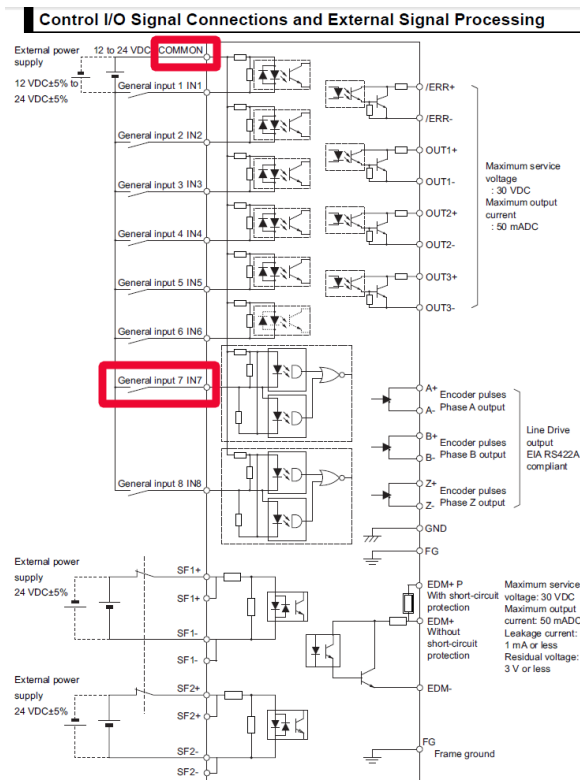 Control I/O Signal Connections and External Signal Processing
External power
supply
12 VDC±5% to
24 VDC±5%
12 to 24 VDC
COMMON
General input 1 IN1
General input 2 IN2
General input 3 IN3
General input 4 IN4
General input 5 IN5
General input 6 IN6
General input 7 IN7
General input 8 IN8
/ERR+
/ERR-
OUT1+
OUT1-
OUT2+
OUT2-
OUT3+
OUT3-
Maximum service
voltage
: 30 VDC
Maximum output
current
: 50 mADC
A+
A-
Encoder pulses
Phase A output
B+
B-
Encoder pulses
Phase B output
Z+
Z-
Encoder pulses
Phase Z output
Line Drive
output
EIA RS422A
compliant
GND
FG
External power
supply
24 VDC±5%
SF1+
SF1+
SF1-
SF1-
External power
supply
24 VDC±5%
SF2+
SF2+
SF2-
SF2-
EDM+ P
With short-circuit
protection
EDM+
Without
short-circuit
protection
EDM-
Maximum service
voltage: 30 VDC
Maximum output
current: 50 mADC
Leakage current:
1 mA or less
Residual voltage:
3 V or less
FG
Frame ground